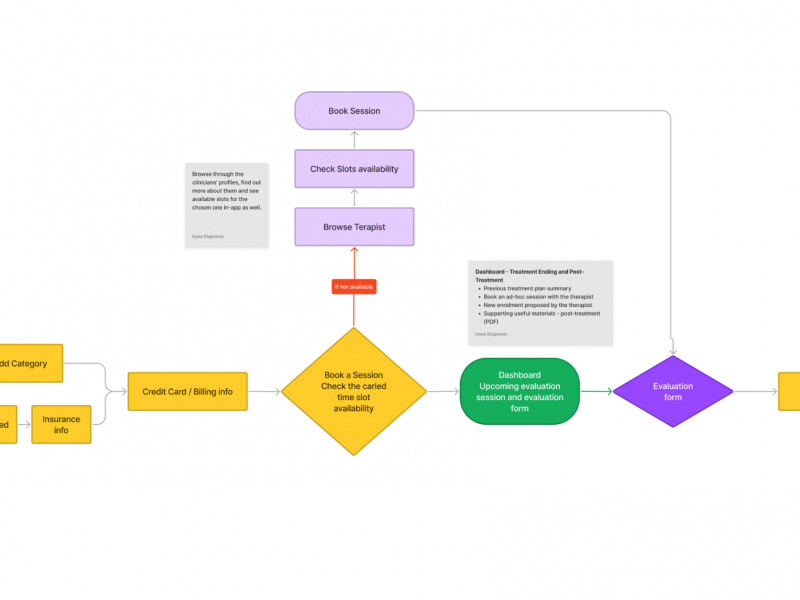 Book Session
Check Slots availability
Browse through the
clinicians' profiles, find out
more about them and see
available slots for the
chosen one in-app as well.
Browse Terapist
If not available
Dashboard - Treatment Ending and Post-
Treatment
• Previous treatment plan summary
• Book an ad-hoc session with the therapist
• New enrolment proposed by the therapist
• Supporting useful materials - post-treatment
(PDF)
dd Category
Credit Card / Billing info
Book a Session
Check the caried
time slot
availability
Dashboard
Upcoming evaluation
session and evaluation
form
Evaluation
form
ed
Insurance
info